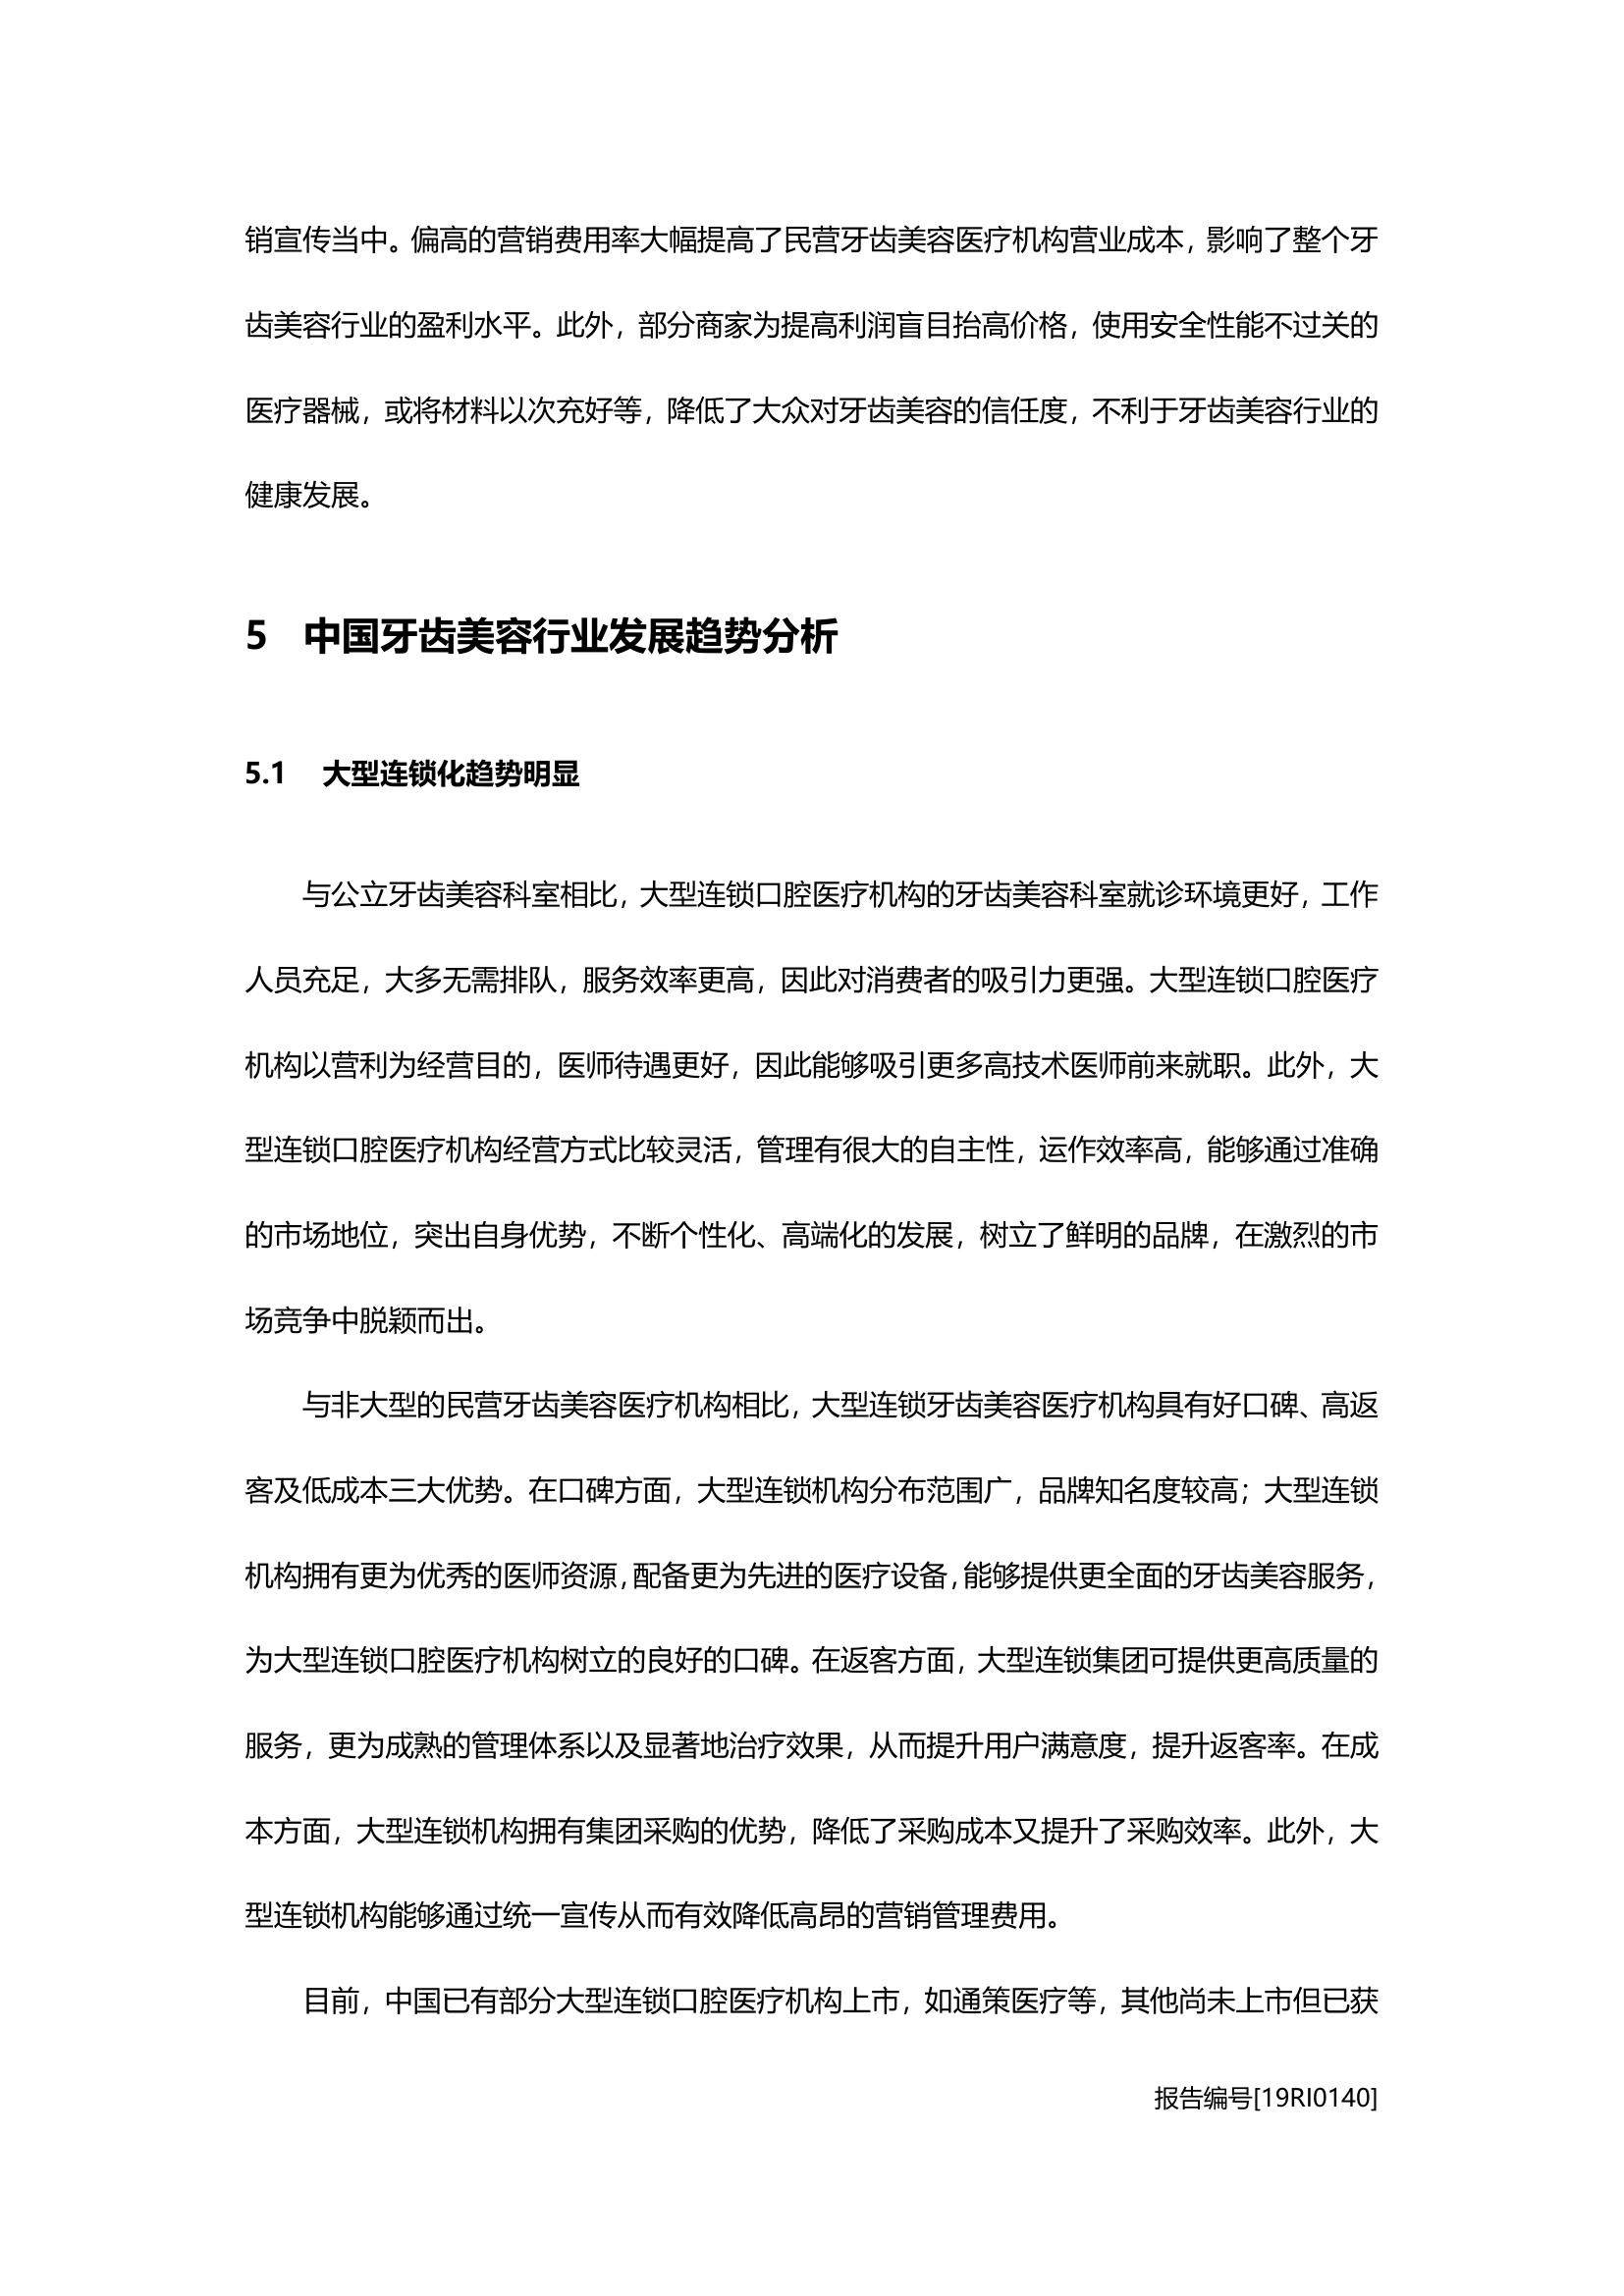 销宣传当中。偏高的营销费用率大幅提高了民营牙齿美容医疗机构营业成本，影响了整个牙
齿美容行业的盈利水平。此外，部分商家为提高利润盲目抬高价格，使用安全性能不过关的
医疗器械，或将材料以次充好等，降低了大众对牙齿美容的信任度，不利于牙齿美容行业的
健康发展。
5 中国牙齿美容行业发展趋势分析
5.1 大型连锁化趋势明显
与公立牙齿美容科室相比，大型连锁口腔医疗机构的牙齿美容科室就诊环境更好，工作
人员充足，大多无需排队，服务效率更高，因此对消费者的吸引力更强。大型连锁口腔医疗
机构以营利为经营目的，医师待遇更好，因此能够吸引更多高技术医师前来就职。此外，大
型连锁口腔医疗机构经营方式比较灵活，管理有很大的自主性，运作效率高，能够通过准确
的市场地位，突出自身优势，不断个性化、高端化的发展，树立了鲜明的品牌，在激烈的市
场竞争中脱颖而出。
与非大型的民营牙齿美容医疗机构相比，大型连锁牙齿美容医疗机构具有好口碑、高返
客及低成本三大优势。在口碑方面，大型连锁机构分布范围广，品牌知名度较高；大型连锁
机构拥有更为优秀的医师资源，配备更为先进的医疗设备，能够提供更全面的牙齿美容服务，
为大型连锁口腔医疗机构树立的良好的口碑。在返客方面，大型连锁集团可提供更高质量的
服务，更为成熟的管理体系以及显著地治疗效果，从而提升用户满意度，提升返客率。在成
本方面，大型连锁机构拥有集团采购的优势，降低了采购成本又提升了采购效率。此外，大
型连锁机构能够通过统一宣传从而有效降低高昂的营销管理费用。
目前，中国已有部分大型连锁口腔医疗机构上市，如通策医疗等，其他尚未上市但已获
报告编号[19RI0140]